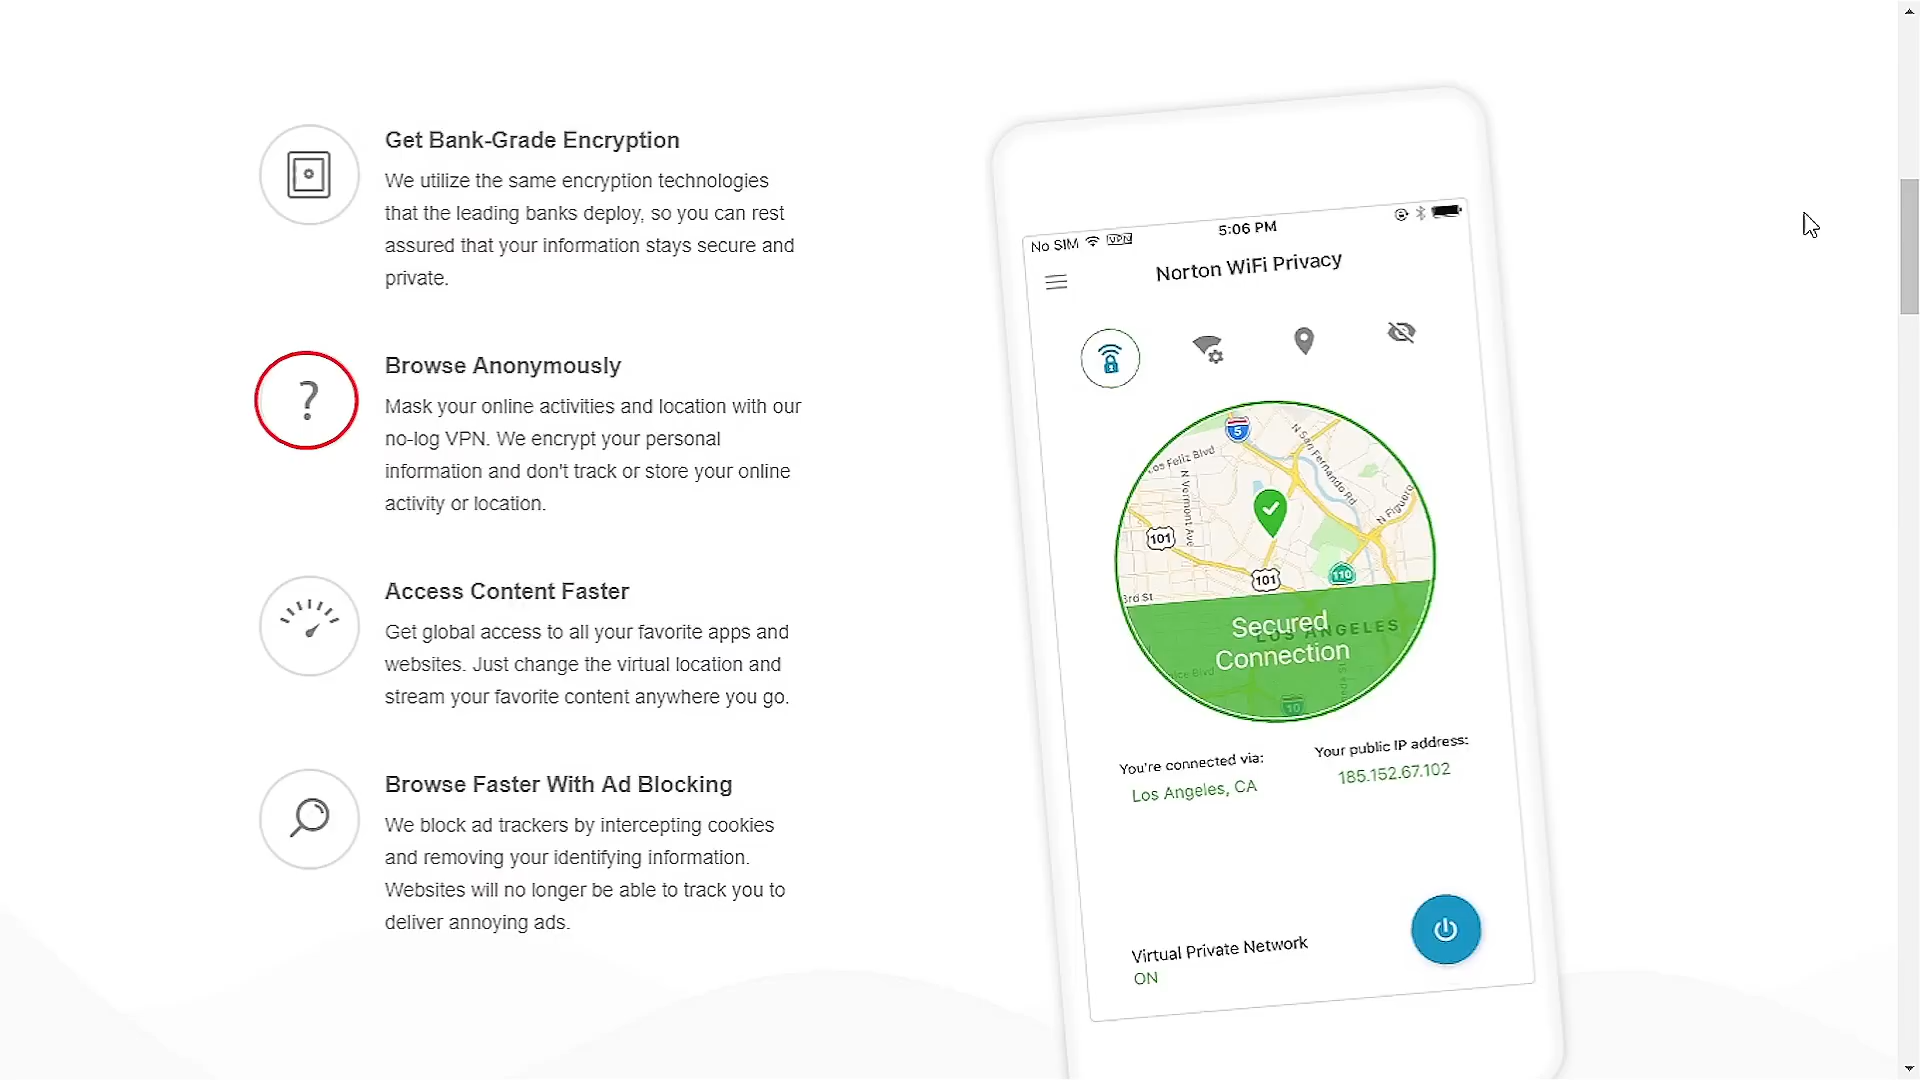 Get Bank-Grade Encryption
We utilize the same encryption technologies
that the leading banks deploy, so you can rest
assured that your information stays secure and
private.
?
Browse Anonymously
Mask your online activities and location with our
no-log VPN. We encrypt your personal
information and don't track or store your online
activity or location.
Access Content Faster
Get global access to all your favorite apps and
websites. Just change the virtual location and
stream your favorite content anywhere you go.
Browse Faster With Ad Blocking
We block ad trackers by intercepting cookies
and removing your identifying information.
Websites will no longer be able to track you to
deliver annoying ads.
No SIM VPN 5:06 PM
Norton WiFi Privacy
5
Los Feliz Blvd
N San Fernando Rd
N Vermont Ave
N Figuero
101
101
110
3rd St
LOS ANGELES
Secured
Connection
10
You're connected via:
Los Angeles, CA
Your public IP address:
185.152.67.102
Virtual Private Network
ON